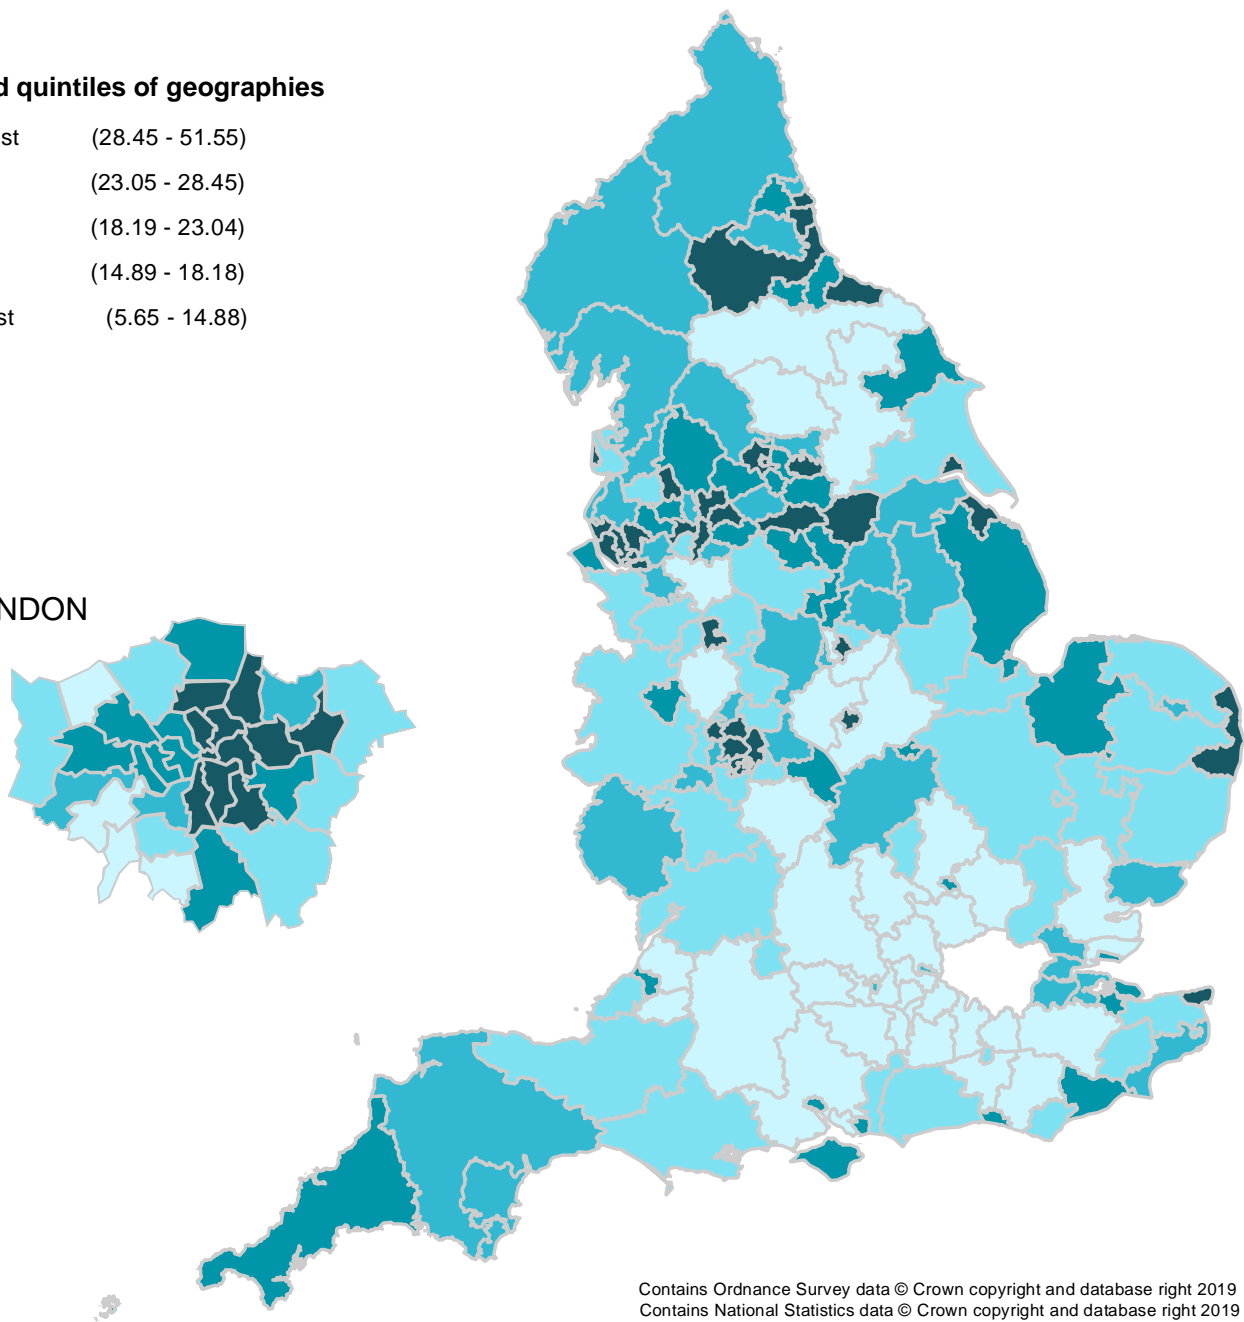 d quintiles of geographies
st (28.45 - 51.55)
(23.05 - 28.45)
(18.19 - 23.04)
(14.89 - 18.18)
st (5.65 - 14.88)
NDON
Contains Ordnance Survey data © Crown copyright and database right 2019
Contains National Statistics data © Crown copyright and database right 2019